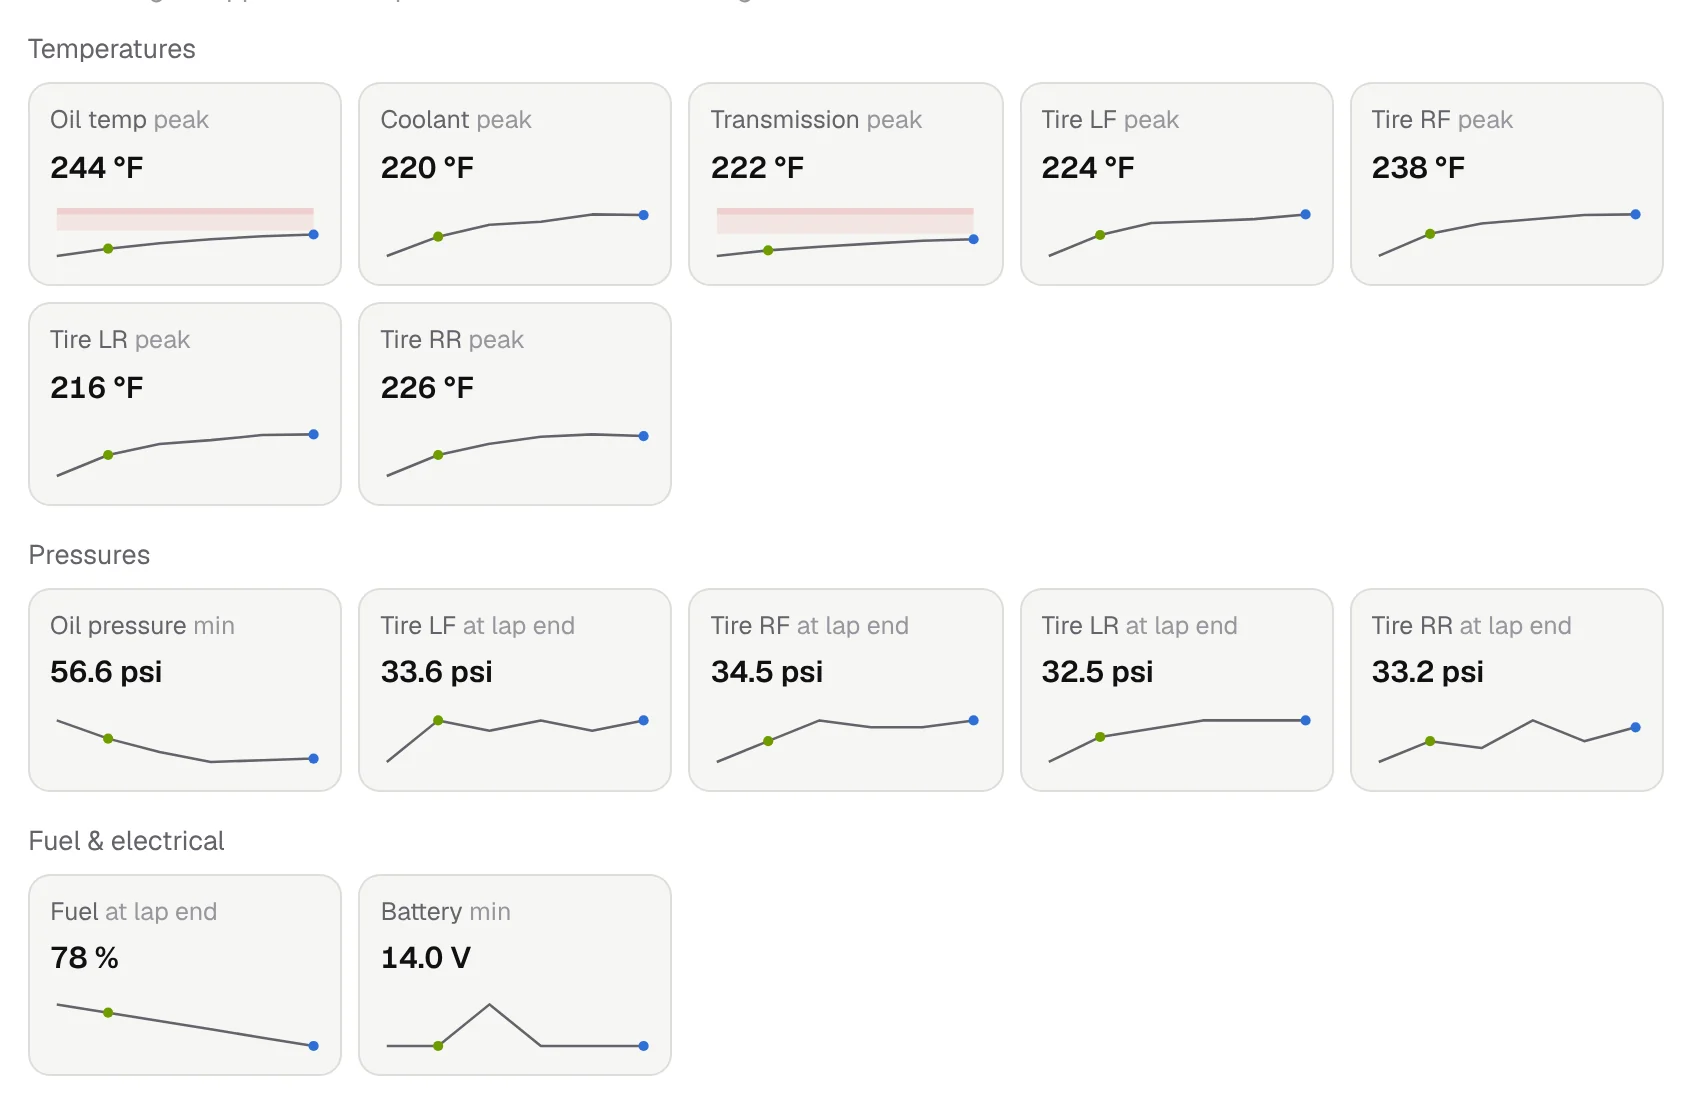 Temperatures
Oil temp peak
244 °F
Coolant peak
220 °F
Transmission peak
222 °F
Tire LF peak
224 °F
Tire RF peak
238 °F
Tire LR peak
216 °F
Tire RR peak
226 °F
Pressures
Oil pressure min
56.6 psi
Tire LF at lap end
33.6 psi
Tire RF at lap end
34.5 psi
Tire LR at lap end
32.5 psi
Tire RR at lap end
33.2 psi
Fuel & electrical
Fuel at lap end
78 %
Battery min
14.0 V